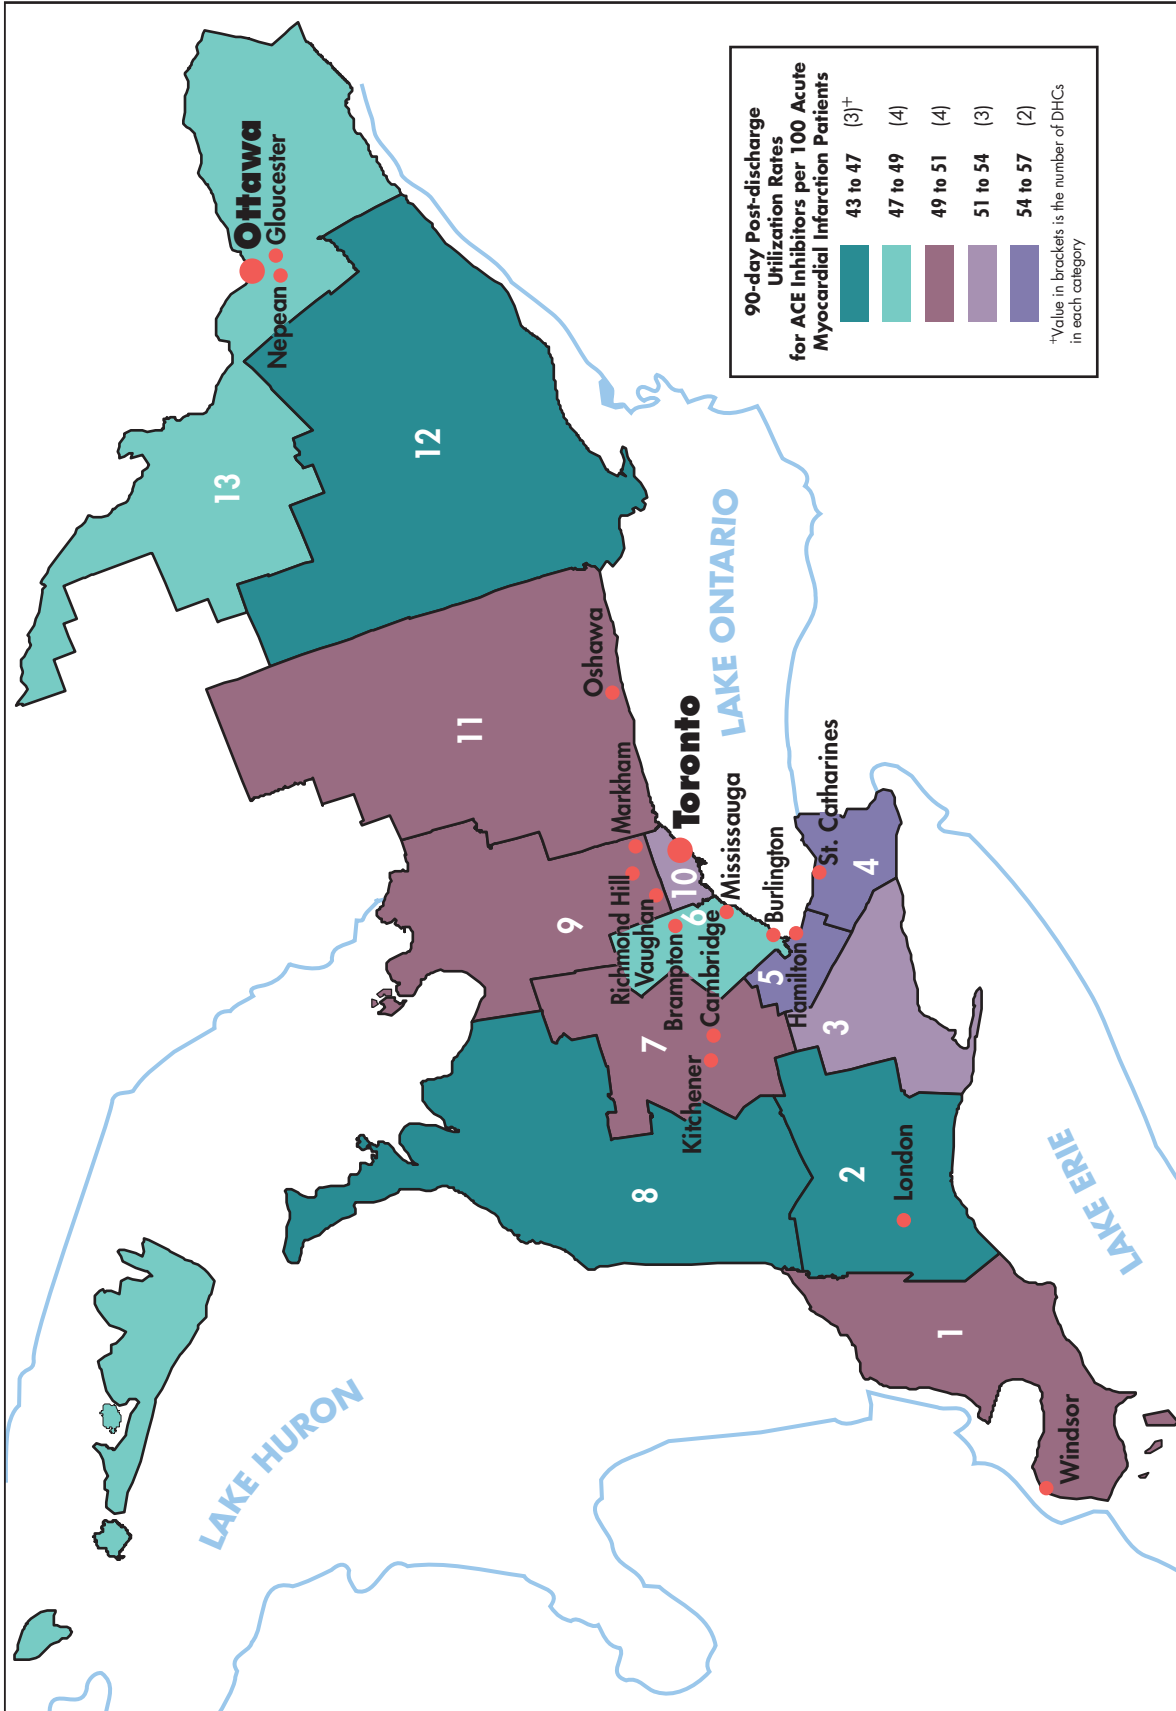 Ottawa
Gloucester
Nepean
13
12
11
Oshawa
LAKE ONTARIO
Markham
Toronto
Richmond Hill
Vaughan
10
9
6
Brampton
Mississauga
Cambridge
Burlington
St. Catharines
4
5
Hamilton
3
7
Kitchener
8
2
London
LAKE ERIE
LAKE HURON
1
Windsor
90-day Post-discharge
Utilization Rates
for ACE Inhibitors per 100 Acute
Myocardial Infarction Patients
43 to 47 (3)+
47 to 49 (4)
49 to 51 (4)
51 to 54 (3)
54 to 57 (2)
+Value in brackets is the number of DHCs
in each category